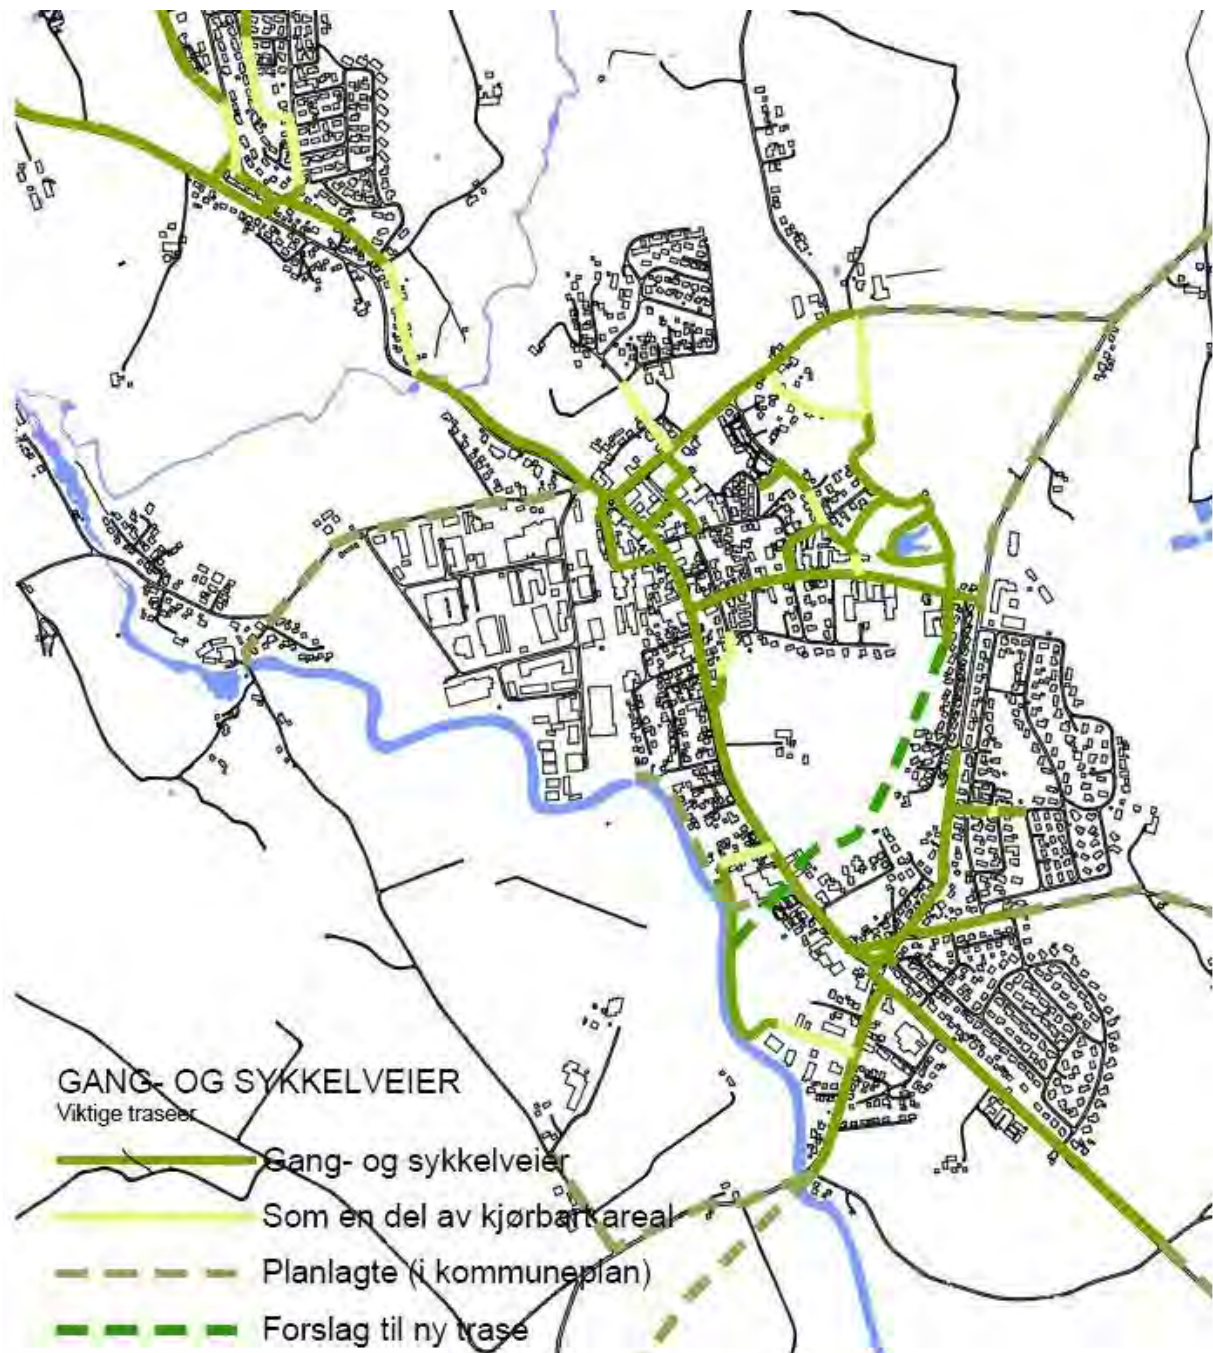 GANG- OG SYKKELVEIER
Viktige traseer
Gang- og sykkelveier
Som en del av kjørbart areal
Planlagte (i kommuneplan)
Forslag til ny trase